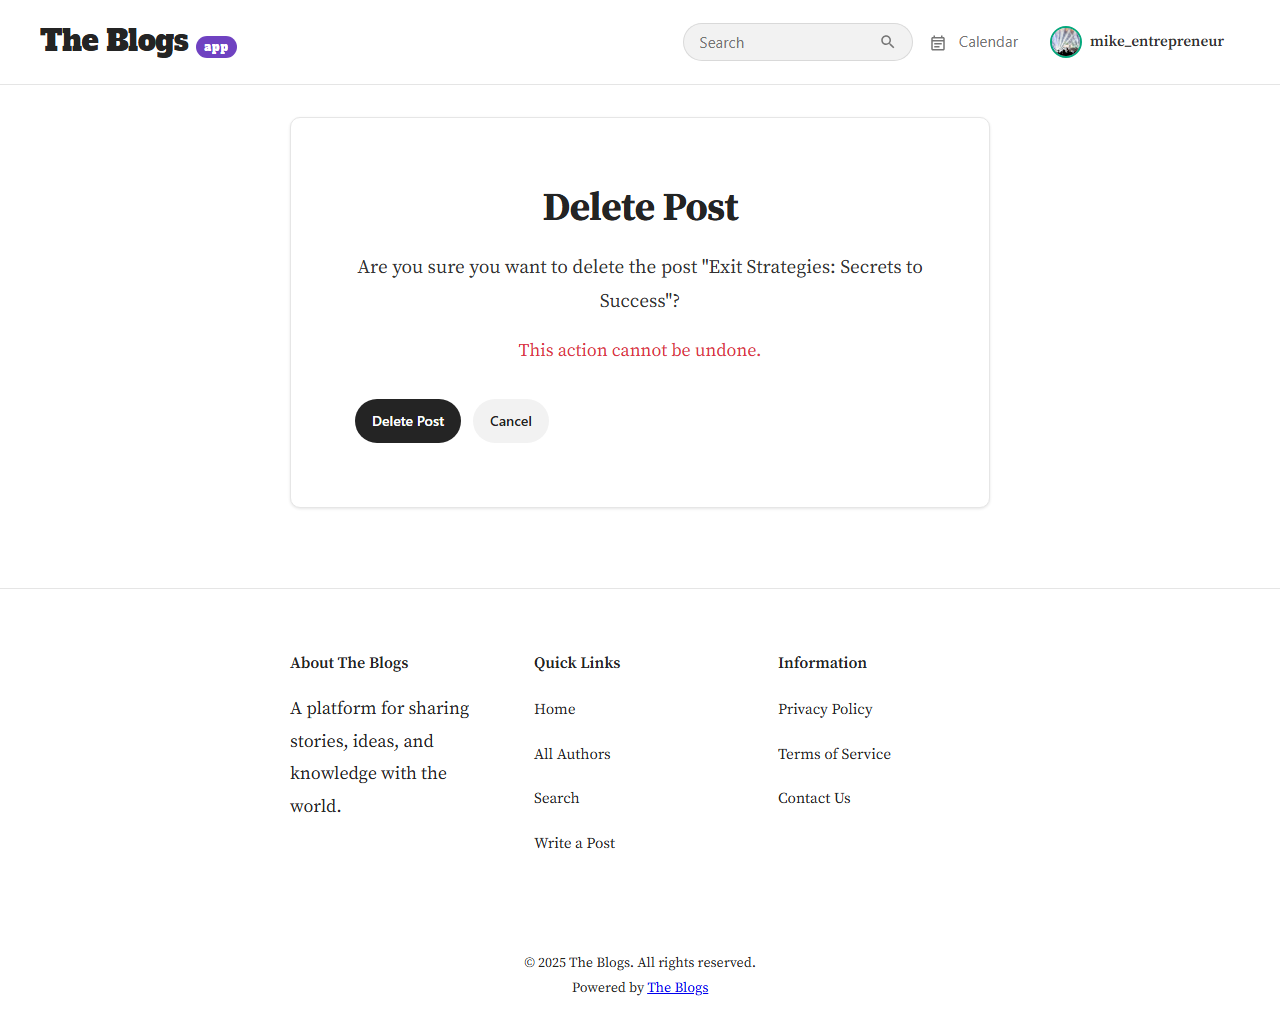 The Blogs app
Search
Calendar
mike_entrepreneur
Delete Post
Are you sure you want to delete the post "Exit Strategies: Secrets to
Success"?
This action cannot be undone.
Delete Post
Cancel
About The Blogs
A platform for sharing
stories, ideas, and
knowledge with the
world.
Quick Links
Home
All Authors
Search
Write a Post
Information
Privacy Policy
Terms of Service
Contact Us
© 2025 The Blogs. All rights reserved.
Powered by The Blogs